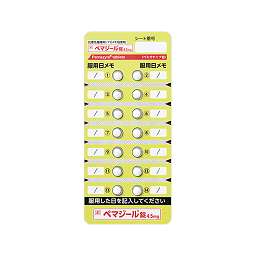 シート番号
ペマジール錠4.5mg
Pemazyre® tablets
服用日メモ 服用日メモ
/ ① ② /
/ ③ ④ /
/ ⑤ ⑥ /
/ ⑦ ⑧ /
/ ⑨ ⑩ /
/ ⑪ ⑫ /
/ ⑬ ⑭ /
服用した日を記入してください
ペマジール錠4.5mg